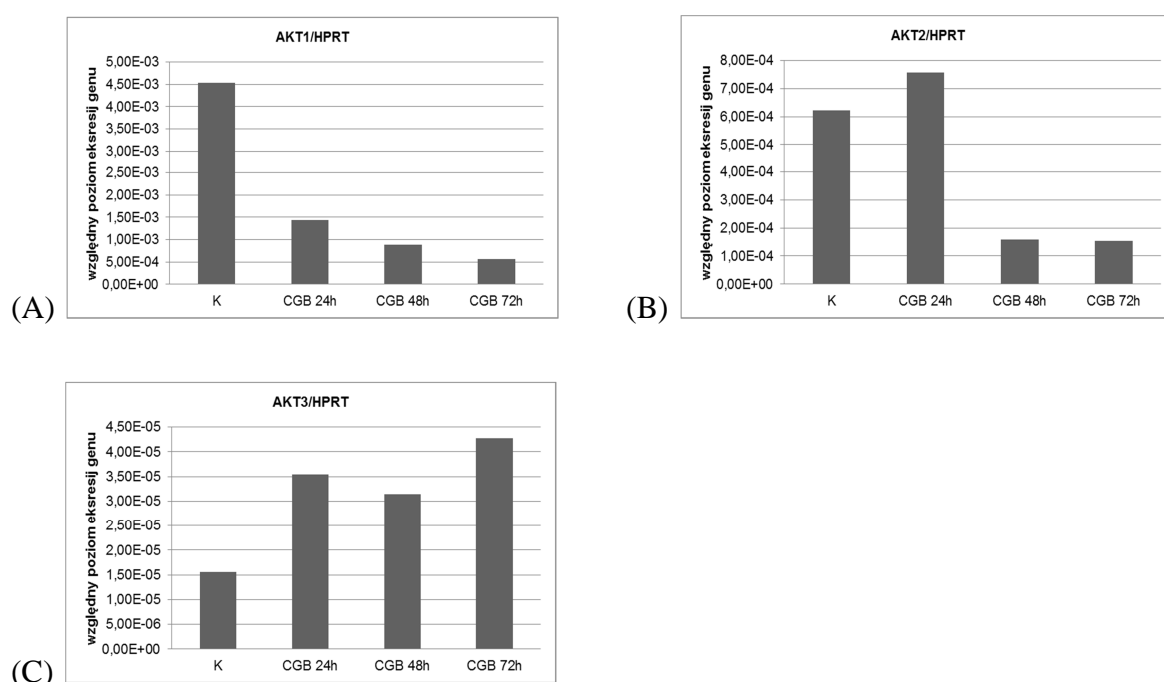 AKT1/HPRT
względny poziom eksresij genu
5,00E-03
4,50E-03
4,00E-03
3,50E-03
3,00E-03
2,50E-03
2,00E-03
1,50E-03
1,00E-03
5,00E-04
0,00E+00
K CGB 24h CGB 48h CGB 72h
(A)
AKT2/HPRT
względny poziom eksresij genu
8,00E-04
7,00E-04
6,00E-04
5,00E-04
4,00E-04
3,00E-04
2,00E-04
1,00E-04
0,00E+00
K CGB 24h CGB 48h CGB 72h
(B)
AKT3/HPRT
względny poziom eksresij genu
4,50E-05
4,00E-05
3,50E-05
3,00E-05
2,50E-05
2,00E-05
1,50E-05
1,00E-05
5,00E-06
0,00E+00
K CGB 24h CGB 48h CGB 72h
(C)